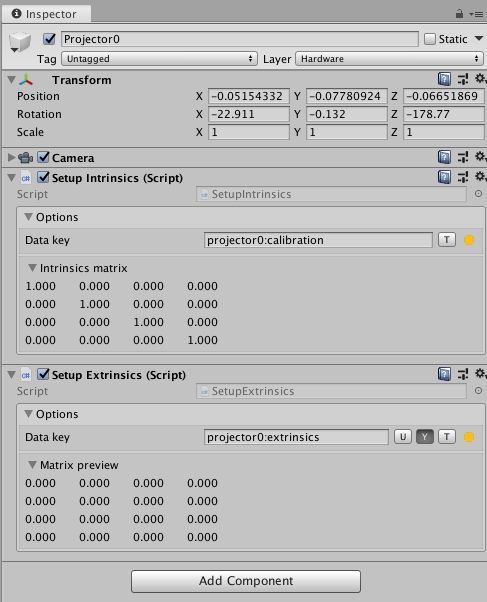 Inspector
Projector0 Static
Tag Untagged Layer Hardware
Transform
Position X -0.05154332 Y -0.07780924 Z -0.06651869
Rotation X -22.911 Y -0.132 Z -178.77
Scale X 1 Y 1 Z 1
Camera
Setup Intrinsics (Script)
Script SetupIntrinsics
Options
Data key projector0:calibration T
Intrinsics matrix
1.000 0.000 0.000 0.000
0.000 1.000 0.000 0.000
0.000 0.000 1.000 0.000
0.000 0.000 0.000 1.000
Setup Extrinsics (Script)
Script SetupExtrinsics
Options
Data key projector0:extrinsics U Y T
Matrix preview
0.000 0.000 0.000 0.000
0.000 0.000 0.000 0.000
0.000 0.000 0.000 0.000
0.000 0.000 0.000 0.000
Add Component